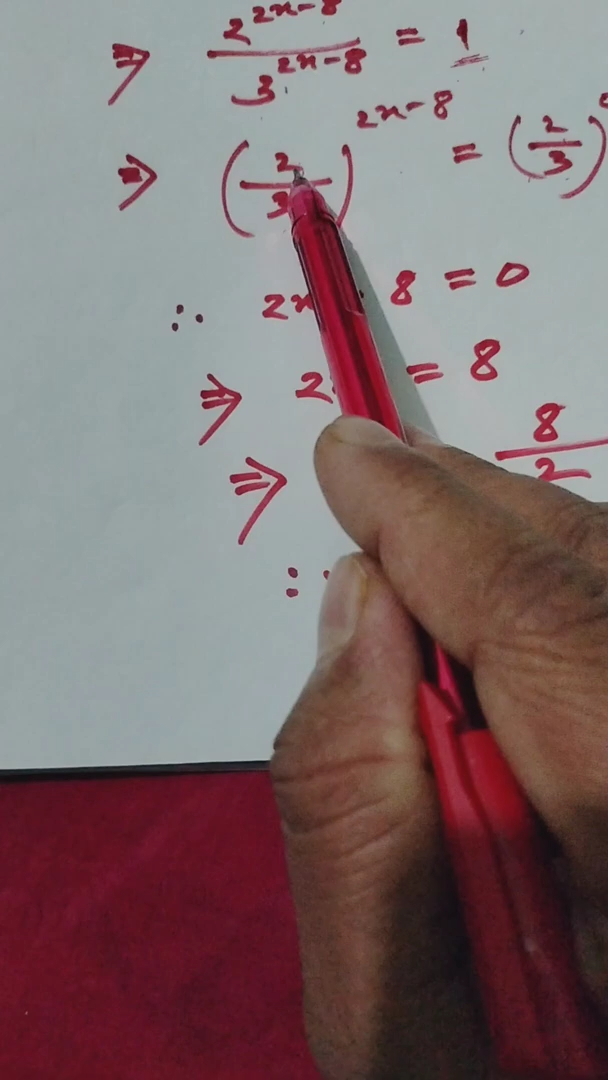 ⇒ 2^{2x-8} / 3^{2x-8} = 1
⇒ (2/3)^{2x-8} = (2/3)
∴ 2x 8 = 0
⇒ 2 = 8
⇒ 8/2
∴